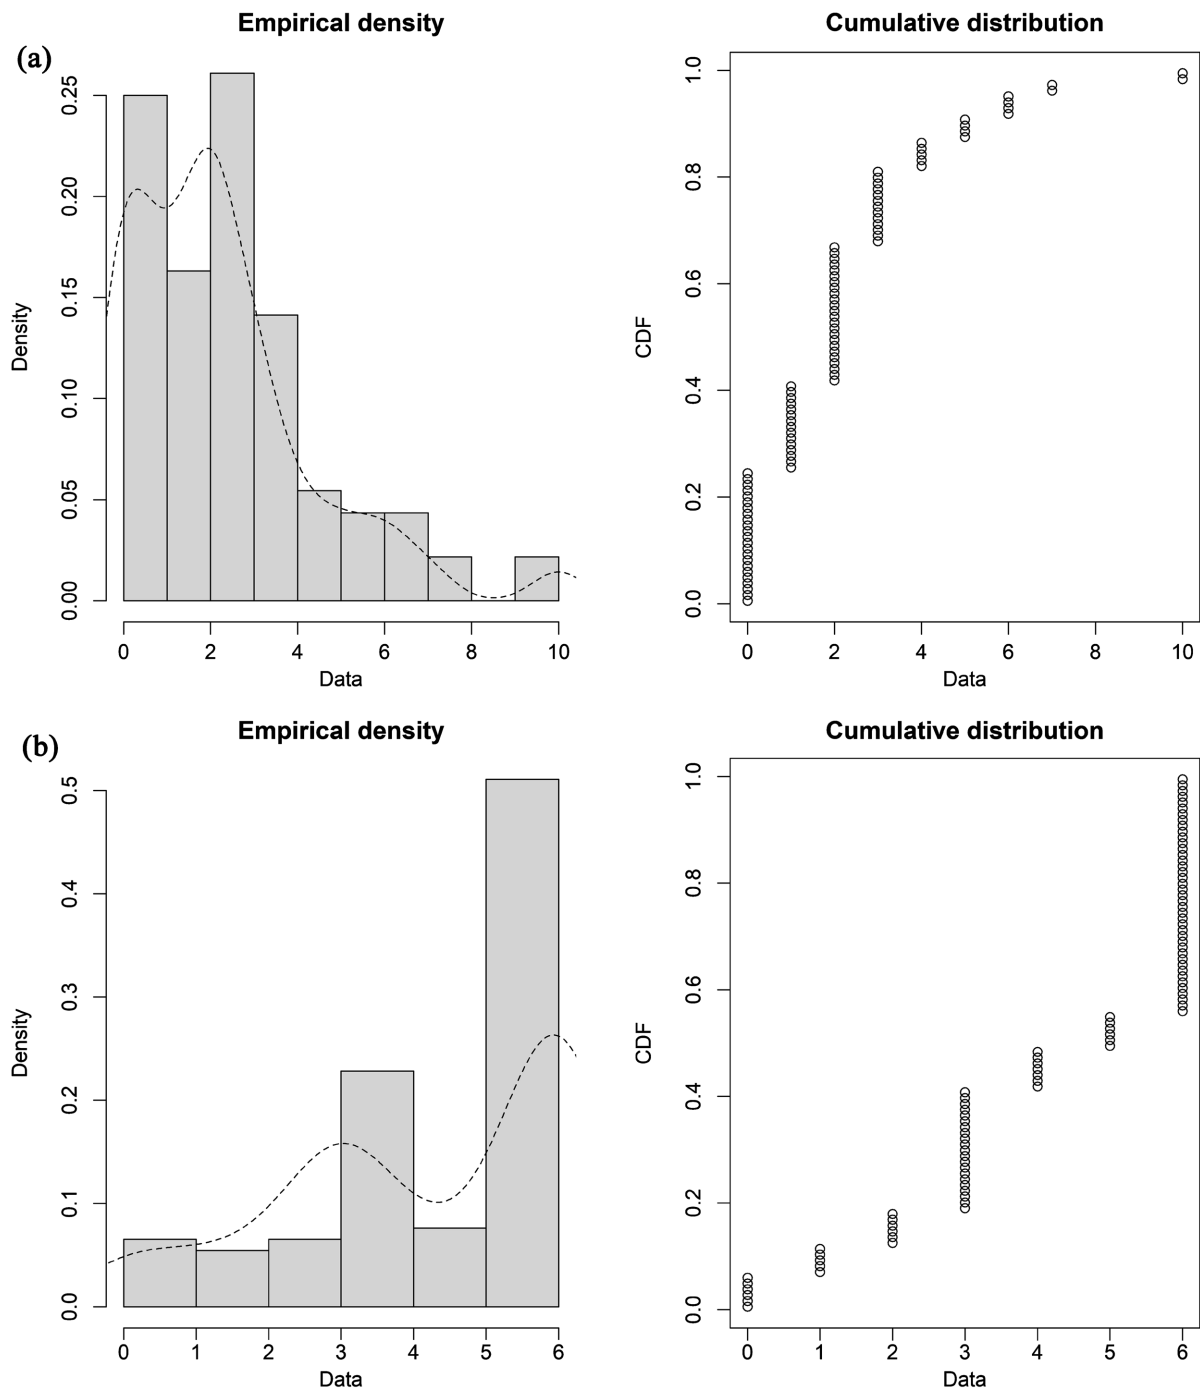 (a)
Empirical density
Density
0.00 0.05 0.10 0.15 0.20 0.25
0 2 4 6 8 10
Data
Cumulative distribution
CDF
0.0 0.2 0.4 0.6 0.8 1.0
0 2 4 6 8 10
Data
(b)
Empirical density
Density
0.0 0.1 0.2 0.3 0.4 0.5
0 1 2 3 4 5 6
Data
Cumulative distribution
CDF
0.0 0.2 0.4 0.6 0.8 1.0
0 1 2 3 4 5 6
Data